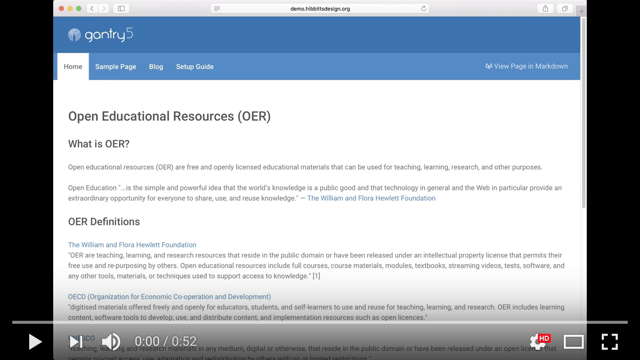 demo.hibbittsdesign.org
gantry5
Home Sample Page Blog Setup Guide View Page in Markdown
Open Educational Resources (OER)
What is OER?
Open educational resources (OER) are free and openly licensed educational materials that can be used for teaching, learning, research, and other purposes.
Open Education "...is the simple and powerful idea that the world's knowledge is a public good and that technology in general and the Web in particular provide an
extraordinary opportunity for everyone to share, use, and reuse knowledge." — The William and Flora Hewlett Foundation
OER Definitions
The William and Flora Hewlett Foundation
"OER are teaching, learning, and research resources that reside in the public domain or have been released under an intellectual property license that permits their
free use and re-purposing by others. Open educational resources include full courses, course materials, modules, textbooks, streaming videos, tests, software, and
any other tools, materials, or techniques used to support access to knowledge." [1]
OECD (Organization for Economic Co-operation and Development)
"digitised materials offered freely and openly for educators, students, and self-learners to use and reuse for teaching, learning, and research. OER includes learning
content, software tools to develop, use, and distribute content, and implementation resources such as open licences."
0:00 / 0:52
HD
learning and research materials in any medium, digital or otherwise, that reside in the public domain or have been released under an open